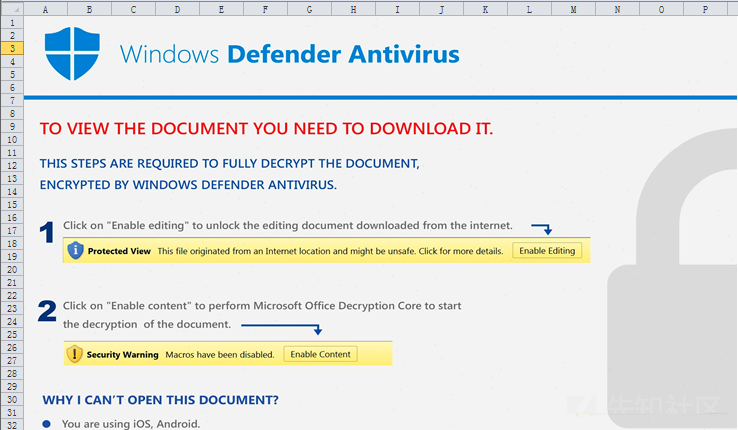 A B C D E F G H I J K L M N O P
1
2
3
4
5
6
7
8
9
10
11
12
13
14
15
16
17
18
19
20
21
22
23
24
25
26
27
28
29
30
31
32
Windows Defender Antivirus
TO VIEW THE DOCUMENT YOU NEED TO DOWNLOAD IT.
THIS STEPS ARE REQUIRED TO FULLY DECRYPT THE DOCUMENT,
ENCRYPTED BY WINDOWS DEFENDER ANTIVIRUS.
1 Click on "Enable editing" to unlock the editing document downloaded from the internet.
Protected View This file originated from an Internet location and might be unsafe. Click for more details. Enable Editing
2 Click on "Enable content" to perform Microsoft Office Decryption Core to start
the decryption of the document.
Security Warning Macros have been disabled. Enable Content
WHY I CAN'T OPEN THIS DOCUMENT?
You are using iOS, Android.
先知社区